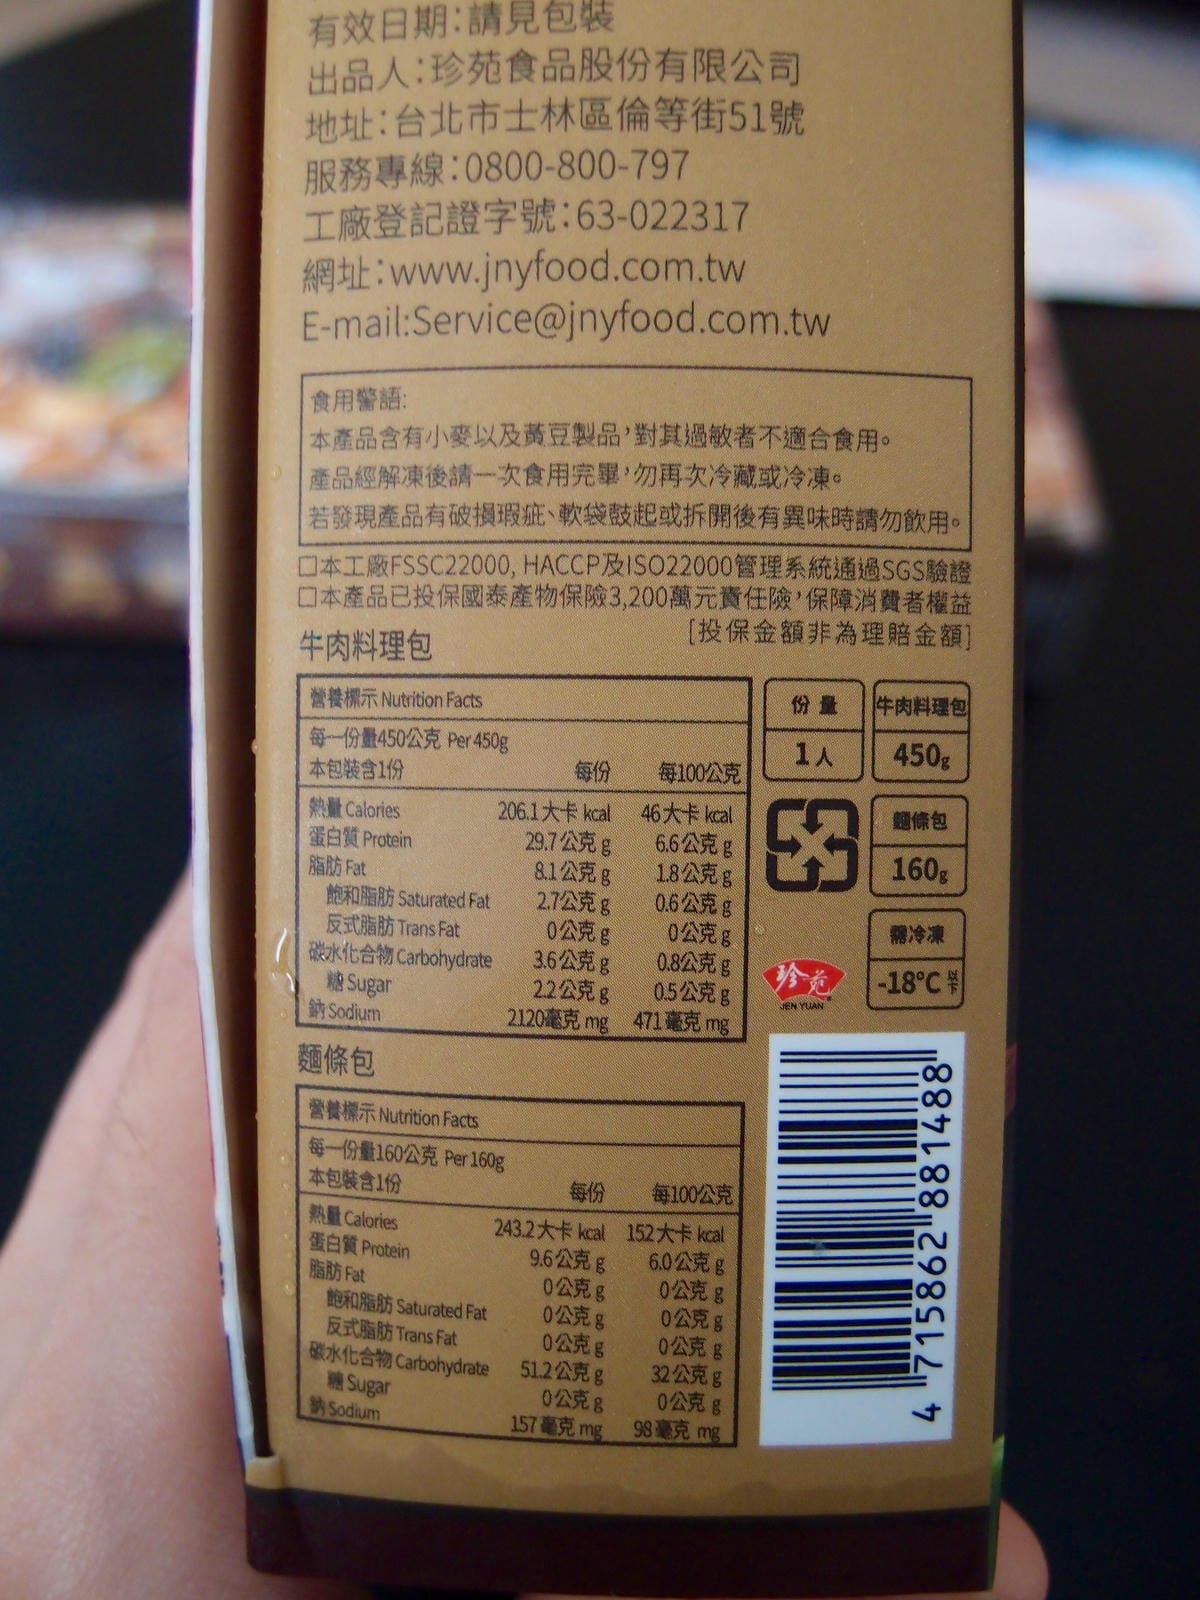 有效日期:請見包裝
出品人:珍苑食品股份有限公司
地址:台北市士林區倫等街51號
服務專線:0800-800-797
工廠登記證字號:63-022317
網址:www.jnyfood.com.tw
E-mail:Service@jnyfood.com.tw
食用警語:
本產品含有小麥以及黃豆製品,對其過敏者不適合食用。
產品經解凍後請一次食用完畢,勿再次冷藏或冷凍。
若發現產品有破損瑕疵、軟袋鼓起或拆開後有異味時請勿飲用。
□本工廠FSSC22000, HACCP及ISO22000管理系統通過SGS驗證
□本產品已投保國泰產物保險3,200萬元責任險,保障消費者權益
[投保金額非為理賠金額]
牛肉料理包
營養標示 Nutrition Facts
每一份量450公克 Per 450g
本包裝含1份 每份 每100公克
熱量 Calories 206.1大卡 kcal 46大卡 kcal
蛋白質 Protein 29.7公克 g 6.6公克 g
脂肪 Fat 8.1公克 g 1.8公克 g
飽和脂肪 Saturated Fat 2.7公克 g 0.6公克 g
反式脂肪 Trans Fat 0公克 g 0公克 g
碳水化合物 Carbohydrate 3.6公克 g 0.8公克 g
糖 Sugar 2.2公克 g 0.5公克 g
鈉 Sodium 2120毫克 mg 471毫克 mg
份量
1人
牛肉料理包
450g
麵條包
160g
需冷凍
-18°C以下
珍苑
JEN YUAN
麵條包
營養標示 Nutrition Facts
每一份量160公克 Per 160g
本包裝含1份 每份 每100公克
熱量 Calories 243.2大卡 kcal 152大卡 kcal
蛋白質 Protein 9.6公克 g 6.0公克 g
脂肪 Fat 0公克 g 0公克 g
飽和脂肪 Saturated Fat 0公克 g 0公克 g
反式脂肪 Trans Fat 0公克 g 0公克 g
碳水化合物 Carbohydrate 51.2公克 g 32公克 g
糖 Sugar 0公克 g 0公克 g
鈉 Sodium 157毫克 mg 98毫克 mg
4 715862 881488